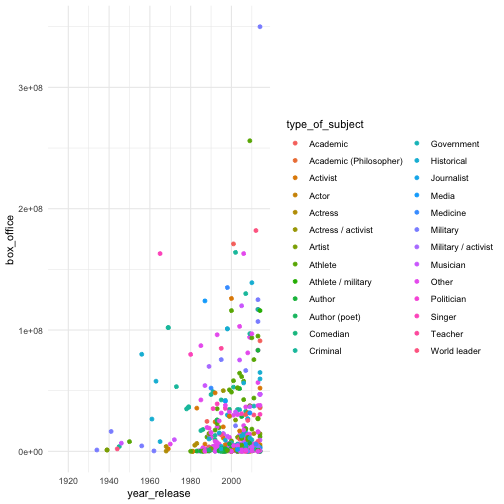 3e+08
2e+08
1e+08
0e+00
box_office
1920 1940 1960 1980 2000
year_release
type_of_subject
Academic
Academic (Philosopher)
Activist
Actor
Actress
Actress / activist
Artist
Athlete
Athlete / military
Author
Author (poet)
Comedian
Criminal
Government
Historical
Journalist
Media
Medicine
Military
Military / activist
Musician
Other
Politician
Singer
Teacher
World leader